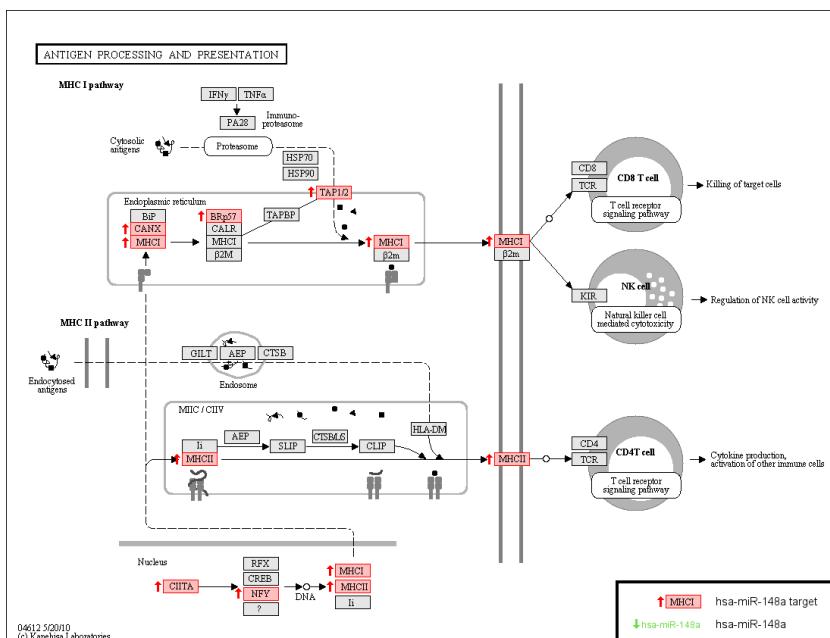 ANTIGEN PROCESSING AND PRESENTATION
MHC I pathway
IFNγ TNFα
PA28 Immuno-
proteasome
Cytosolic
antigens
Proteasome
HSP70
HSP90
Endoplasmic reticulum
TAP1/2
BiP
CANX
MHCI
BRp57
CALR
MHCI
β2M
TAPBP
MHCI
β2m
MHCI
β2m
CD8
TCR
CD8 T cell
T cell receptor
signaling pathway
Killing of target cells
KIR
NK cell
Natural killer cell
mediated cytotoxicity
Regulation of NK cell activity
MHC II pathway
Endocytosed
antigens
GILT AEP CTSB
Endosome
MIIC / CIIV
Ii
MHCII
AEP
SLIP
CTSB/L/S
CLIP
HLA-DM
MHCII
CD4
TCR
CD4T cell
T cell receptor
signaling pathway
Cytokine production,
activation of other immune cells
Nucleus
CIITA
RFX
CREB
NFY
?
DNA
MHCI
MHCII
Ii
MHCI hsa-miR-148a target
hsa-miR-148a hsa-miR-148a
04612 5/20/10
(c) Kanehisa Laboratories